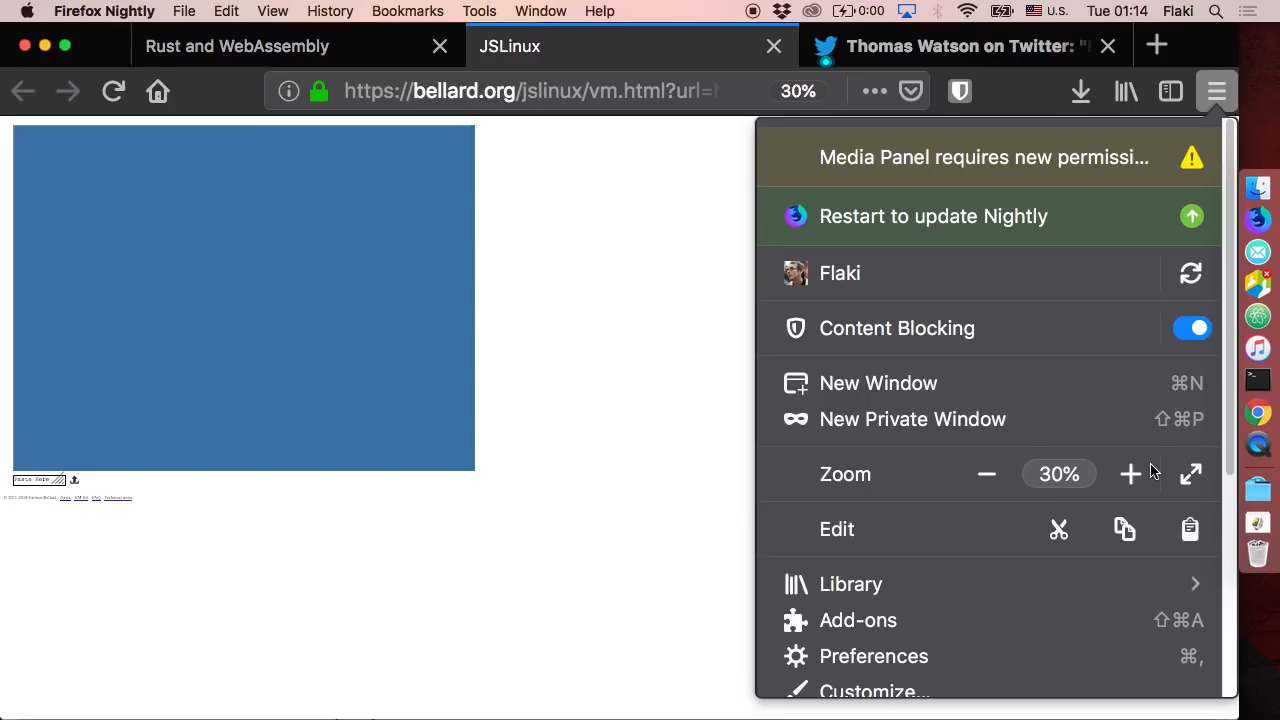 Firefox Nightly File Edit View History Bookmarks Tools Window Help 0:00 U.S. Tue 01:14 Flaki
Rust and WebAssembly
JSLinux
Thomas Watson on Twitter: "
https://bellard.org/jslinux/vm.html?url=h
30%
Media Panel requires new permissi...
Restart to update Nightly
Flaki
Content Blocking
New Window ⌘N
New Private Window ⇧⌘P
Zoom 30%
Edit
Library
Add-ons ⇧⌘A
Preferences ⌘,
Customize...
Paste Here